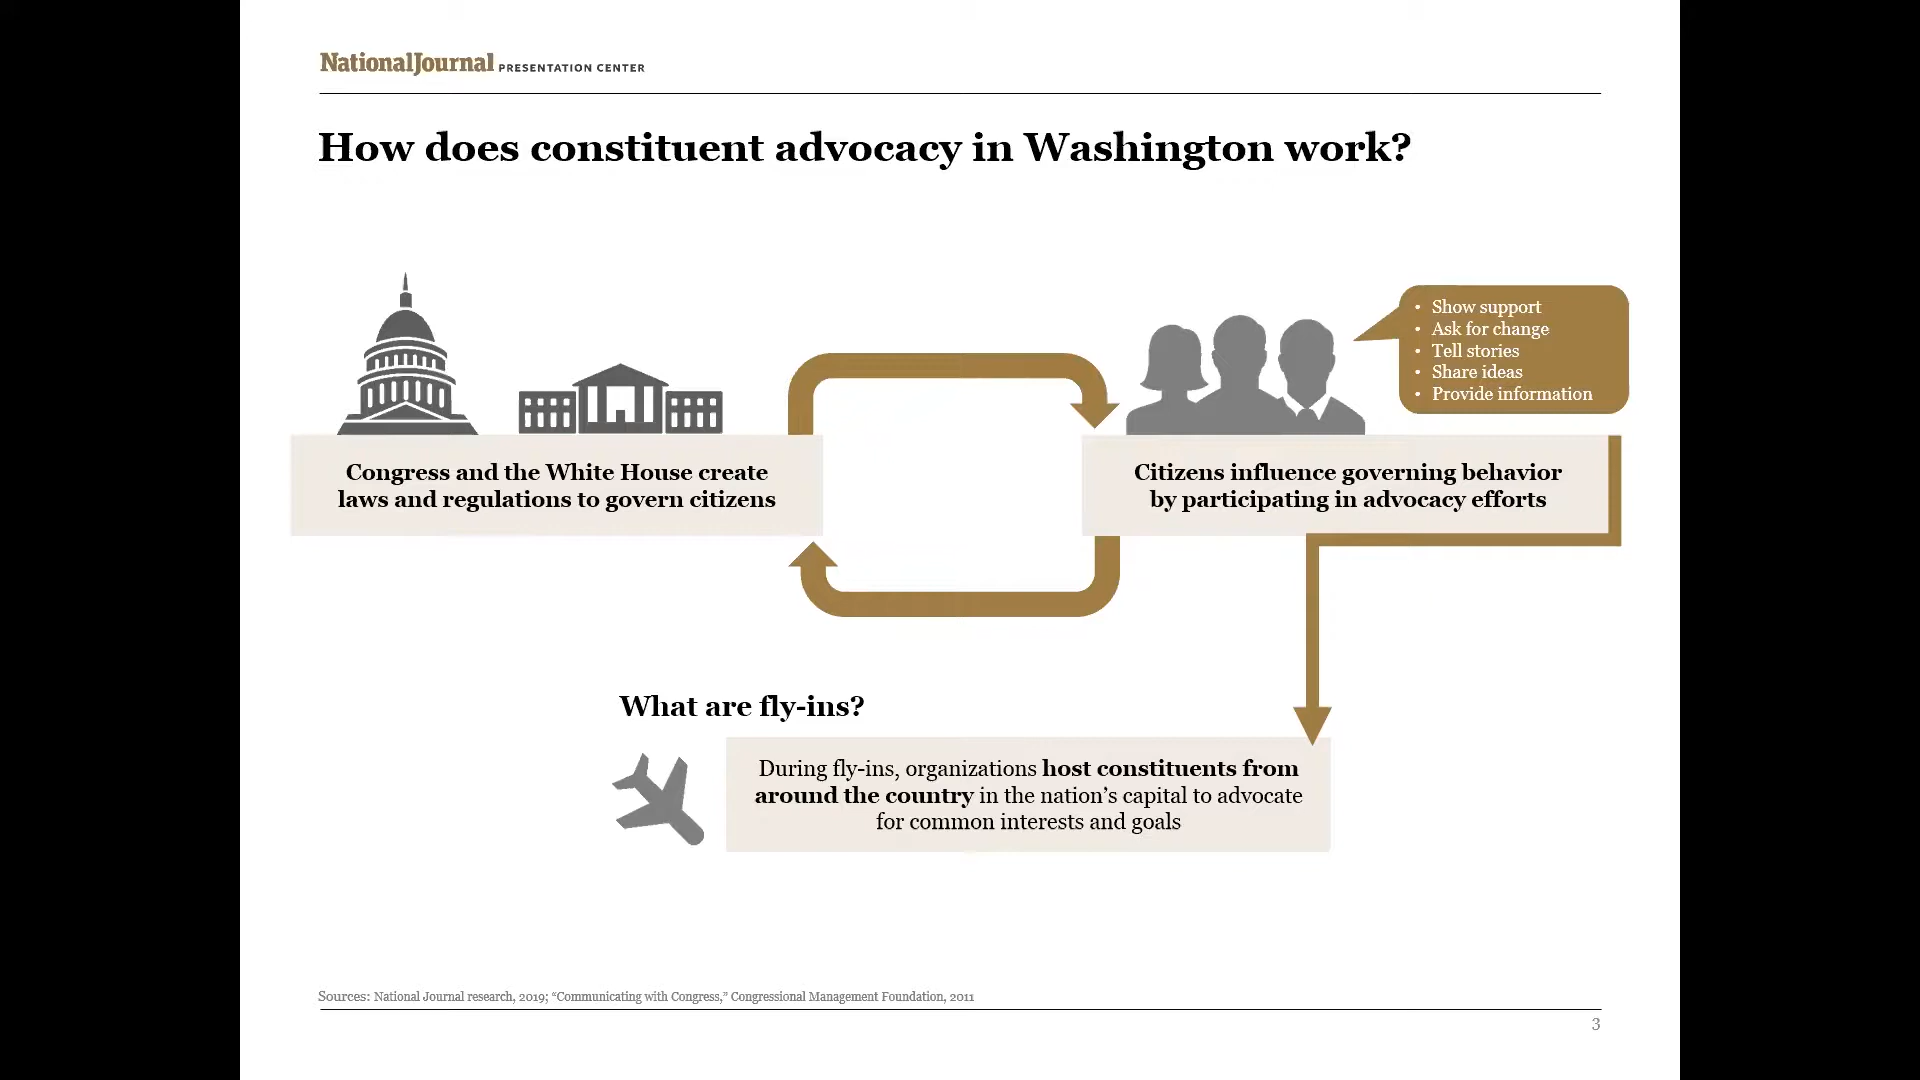 NationalJournal PRESENTATION CENTER
How does constituent advocacy in Washington work?
• Show support
• Ask for change
• Tell stories
• Share ideas
• Provide information
Congress and the White House create
laws and regulations to govern citizens
Citizens influence governing behavior
by participating in advocacy efforts
What are fly-ins?
During fly-ins, organizations host constituents from
around the country in the nation’s capital to advocate
for common interests and goals
Sources: National Journal research, 2019; “Communicating with Congress,” Congressional Management Foundation, 2011
3